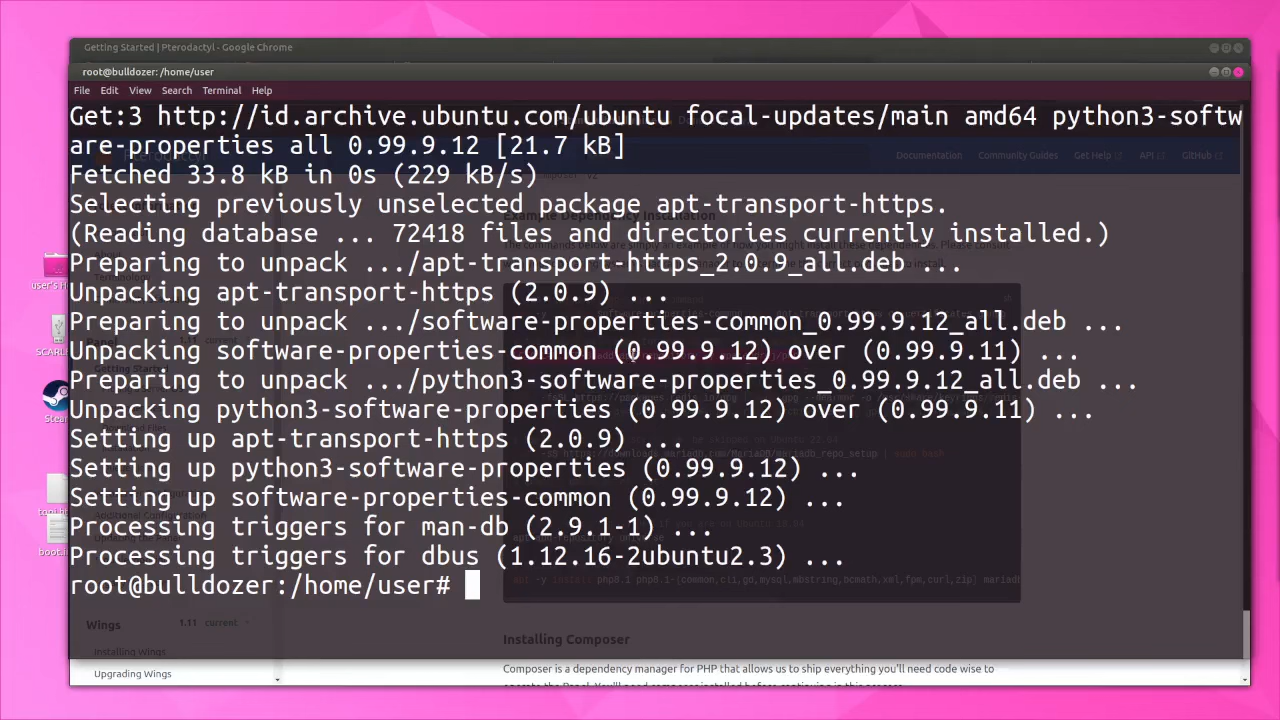 Getting Started | Pterodactyl - Google Chrome
root@bulldozer: /home/user
File Edit View Search Terminal Help
Get:3 http://id.archive.ubuntu.com/ubuntu focal-updates/main amd64 python3-softw
are-properties all 0.99.9.12 [21.7 kB]
Fetched 33.8 kB in 0s (229 kB/s)
Selecting previously unselected package apt-transport-https.
(Reading database ... 72418 files and directories currently installed.)
Preparing to unpack .../apt-transport-https_2.0.9_all.deb ...
Unpacking apt-transport-https (2.0.9) ...
Preparing to unpack .../software-properties-common_0.99.9.12_all.deb ...
Unpacking software-properties-common (0.99.9.12) over (0.99.9.11) ...
Preparing to unpack .../python3-software-properties_0.99.9.12_all.deb ...
Unpacking python3-software-properties (0.99.9.12) over (0.99.9.11) ...
Setting up apt-transport-https (2.0.9) ...
Setting up python3-software-properties (0.99.9.12) ...
Setting up software-properties-common (0.99.9.12) ...
Processing triggers for man-db (2.9.1-1) ...
Processing triggers for dbus (1.12.16-2ubuntu2.3) ...
root@bulldozer:/home/user#
Documentation Community Guides Get Help API GitHub
Example Dependency Installation
Wings 1.11 current
Installing Wings
Upgrading Wings
Installing Composer
Composer is a dependency manager for PHP that allows us to ship everything you'll need code wise to